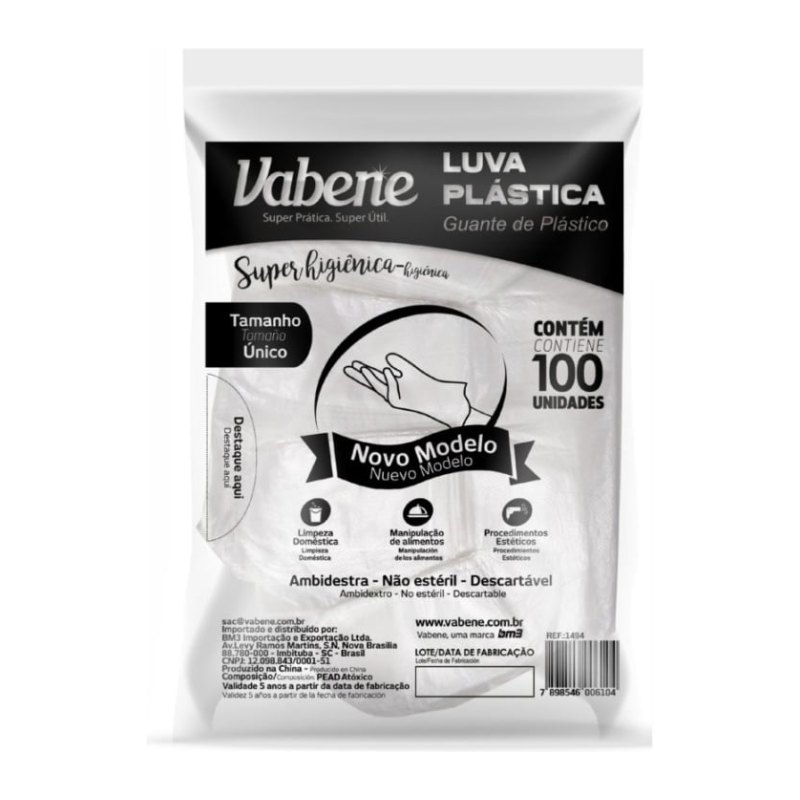 Vabene
Super Prática. Super Útil.
LUVA
PLÁSTICA
Guante de Plástico
Super higiênica-higiénica
Tamanho
Tamaño
Único
CONTÉM
CONTIENE
100
UNIDADES
Destaque aqui
Destaque aqui
Novo Modelo
Nuevo Modelo
Limpeza
Doméstica
Limpieza
Doméstica
Manipulação
de alimentos
Manipulación
de los alimentos
Procedimentos
Estéticos
Procedimientos
Estéticos
Ambidestra - Não estéril - Descartável
Ambidextro - No estéril - Descartable
sac@vabene.com.br
Importado e distribuído por:
BM3 Importação e Exportação Ltda.
Av.Levy Ramos Martins, S.N, Nova Brasília
88.780-000 - Imbituba - SC - Brasil
CNPJ: 12.098.843/0001-51
Produzido na China - Producido en China
Composição/Composición: PEAD Atóxico
Validade 5 anos a partir da data de fabricação
Validez 5 años a partir de la fecha de fabricación
www.vabene.com.br
Vabene, uma marca bm3
LOTE/DATA DE FABRICAÇÃO
Lote/Fecha de Fabricación
REF.:1494
7 898546 006104